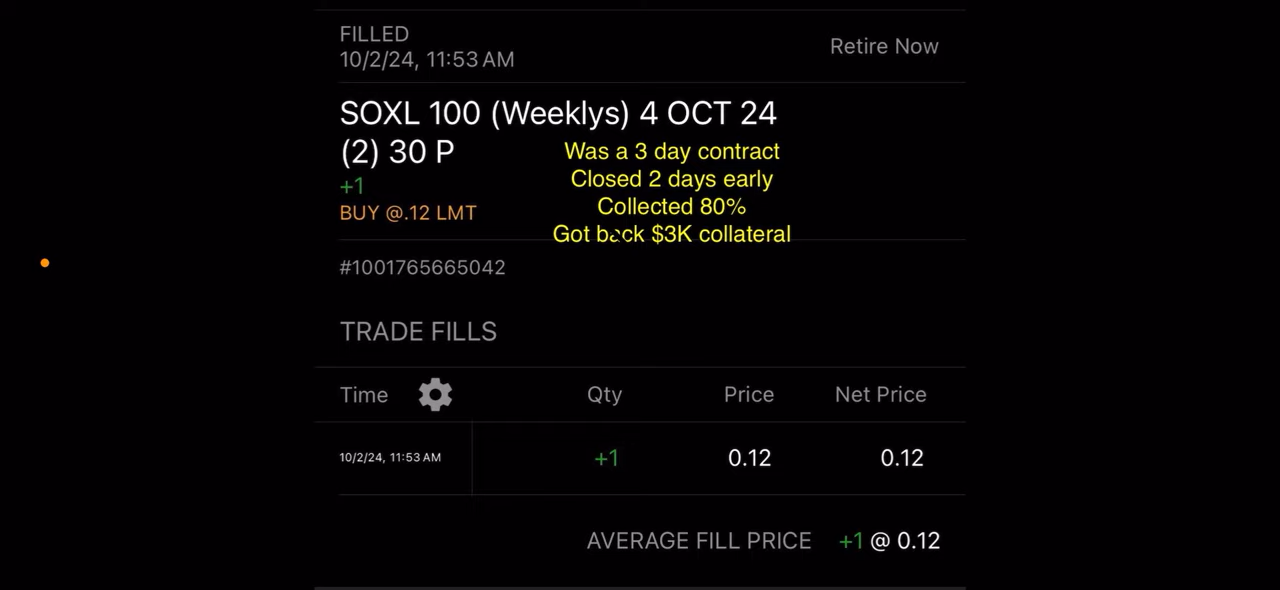 FILLED
10/2/24, 11:53 AM
Retire Now
SOXL 100 (Weeklys) 4 OCT 24
(2) 30 P
+1
BUY @.12 LMT
Was a 3 day contract
Closed 2 days early
Collected 80%
Got back $3K collateral
#1001765665042
TRADE FILLS
Time Qty Price Net Price
10/2/24, 11:53 AM +1 0.12 0.12
AVERAGE FILL PRICE +1 @ 0.12